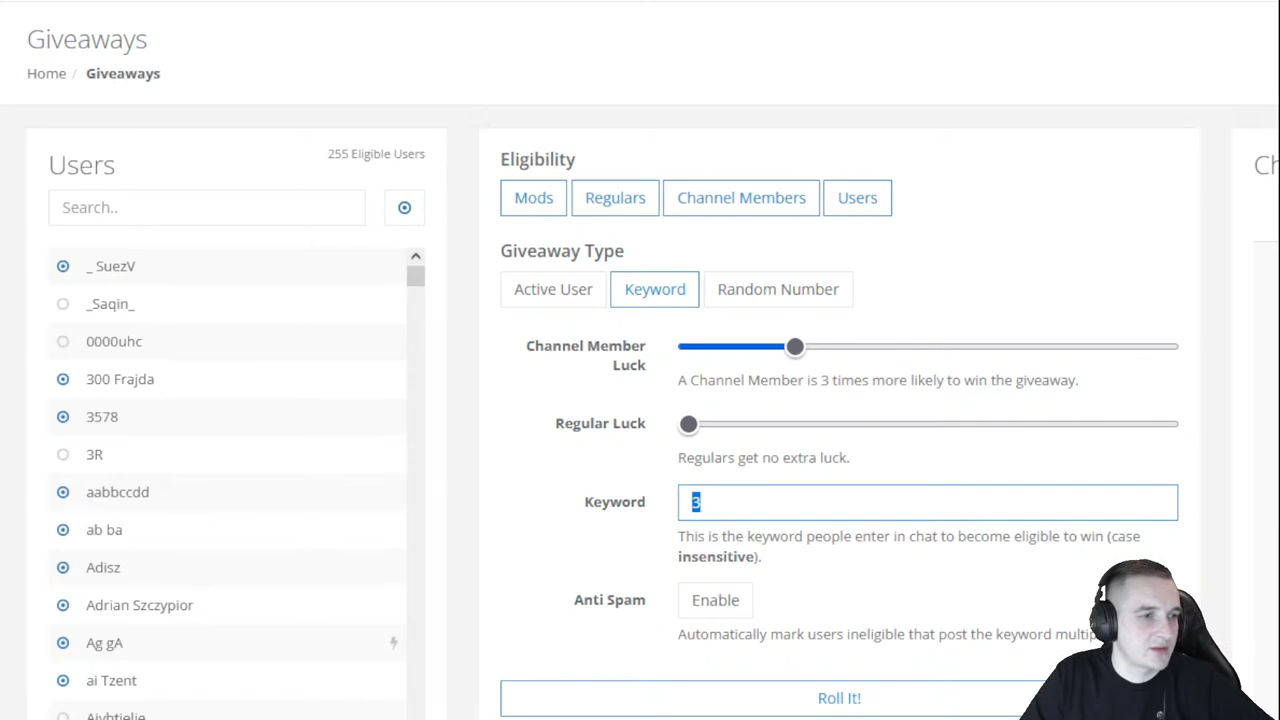 Giveaways
Home / Giveaways
Users
255 Eligible Users
Search..
_ SuezV
_Saqin_
0000uhc
300 Frajda
3578
3R
aabbccdd
ab ba
Adisz
Adrian Szczypior
Ag gA
ai Tzent
Eligibility
Mods Regulars Channel Members Users
Giveaway Type
Active User Keyword Random Number
Channel Member
Luck
A Channel Member is 3 times more likely to win the giveaway.
Regular Luck
Regulars get no extra luck.
Keyword
3
This is the keyword people enter in chat to become eligible to win (case
insensitive).
Anti Spam
Enable
Automatically mark users ineligible that post the keyword
Roll It!